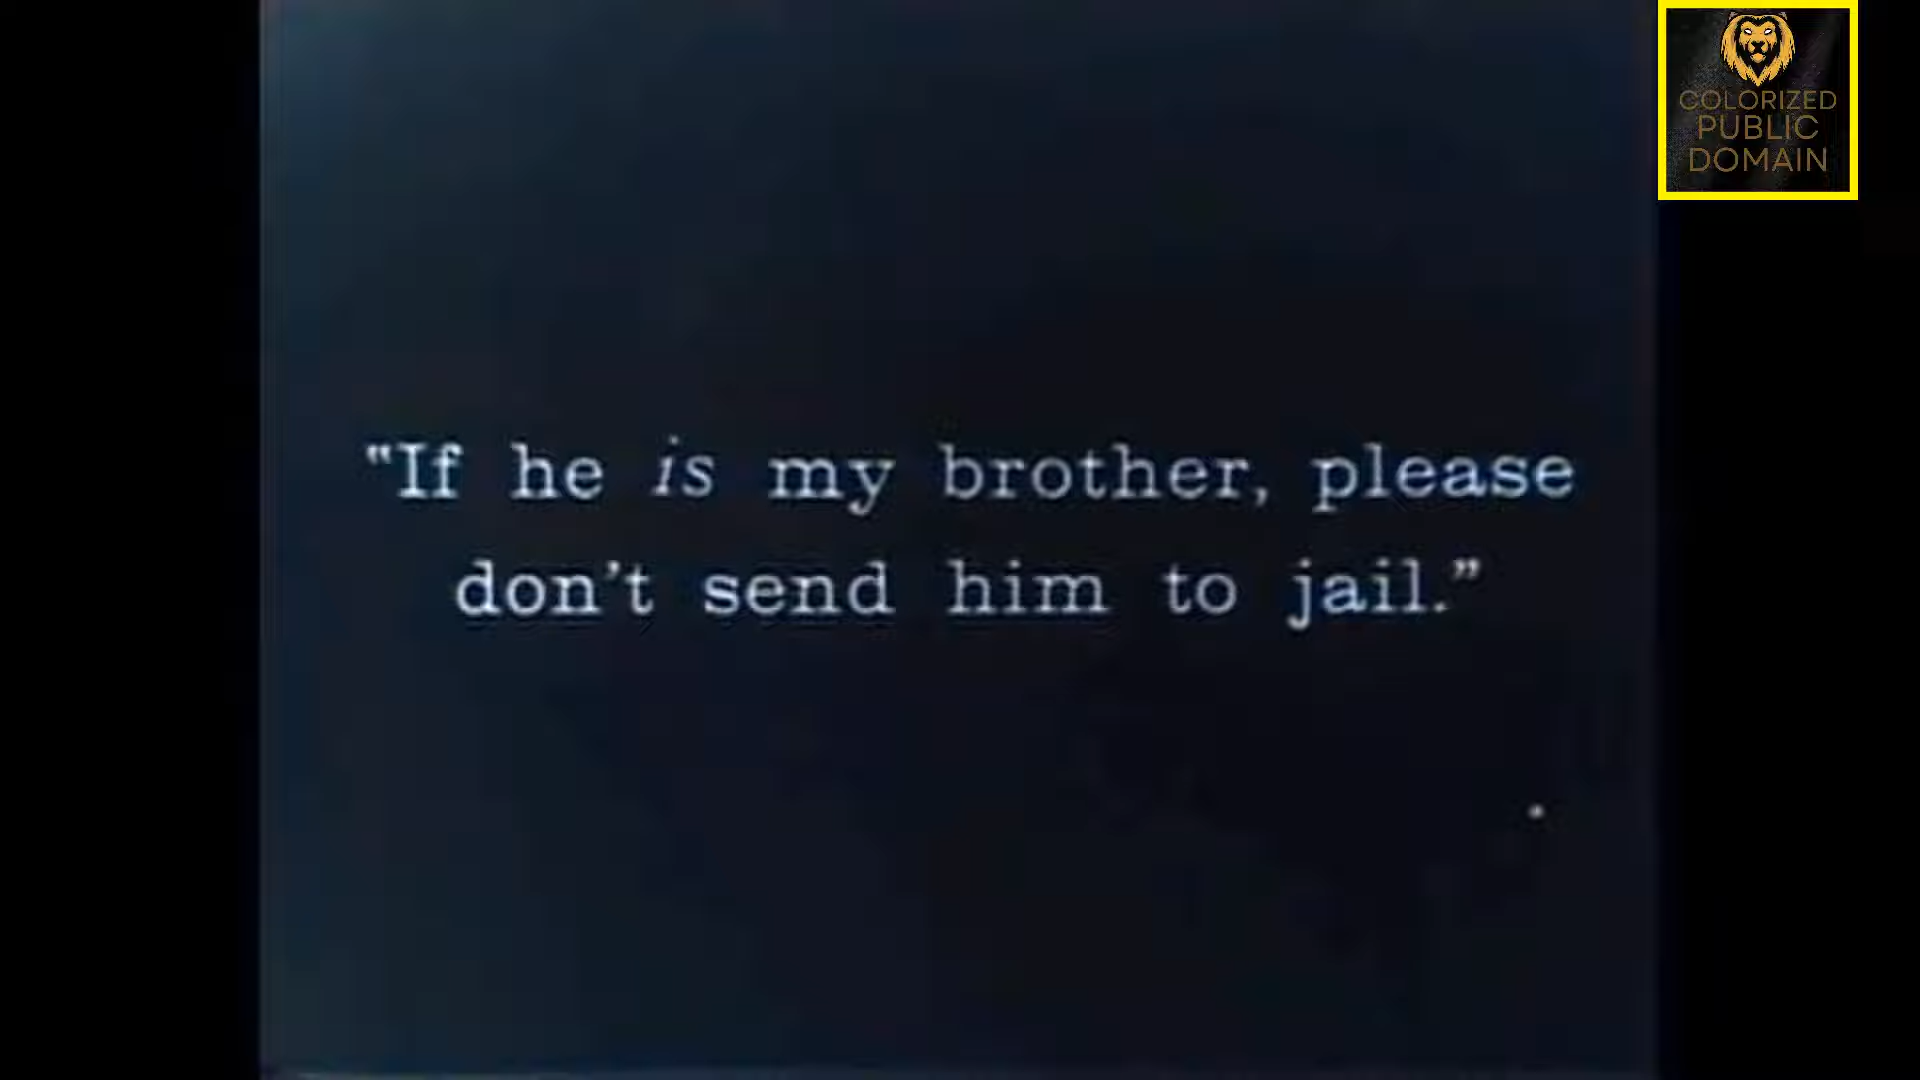 COLORIZED
PUBLIC
DOMAIN
“If he is my brother, please
don’t send him to jail.”